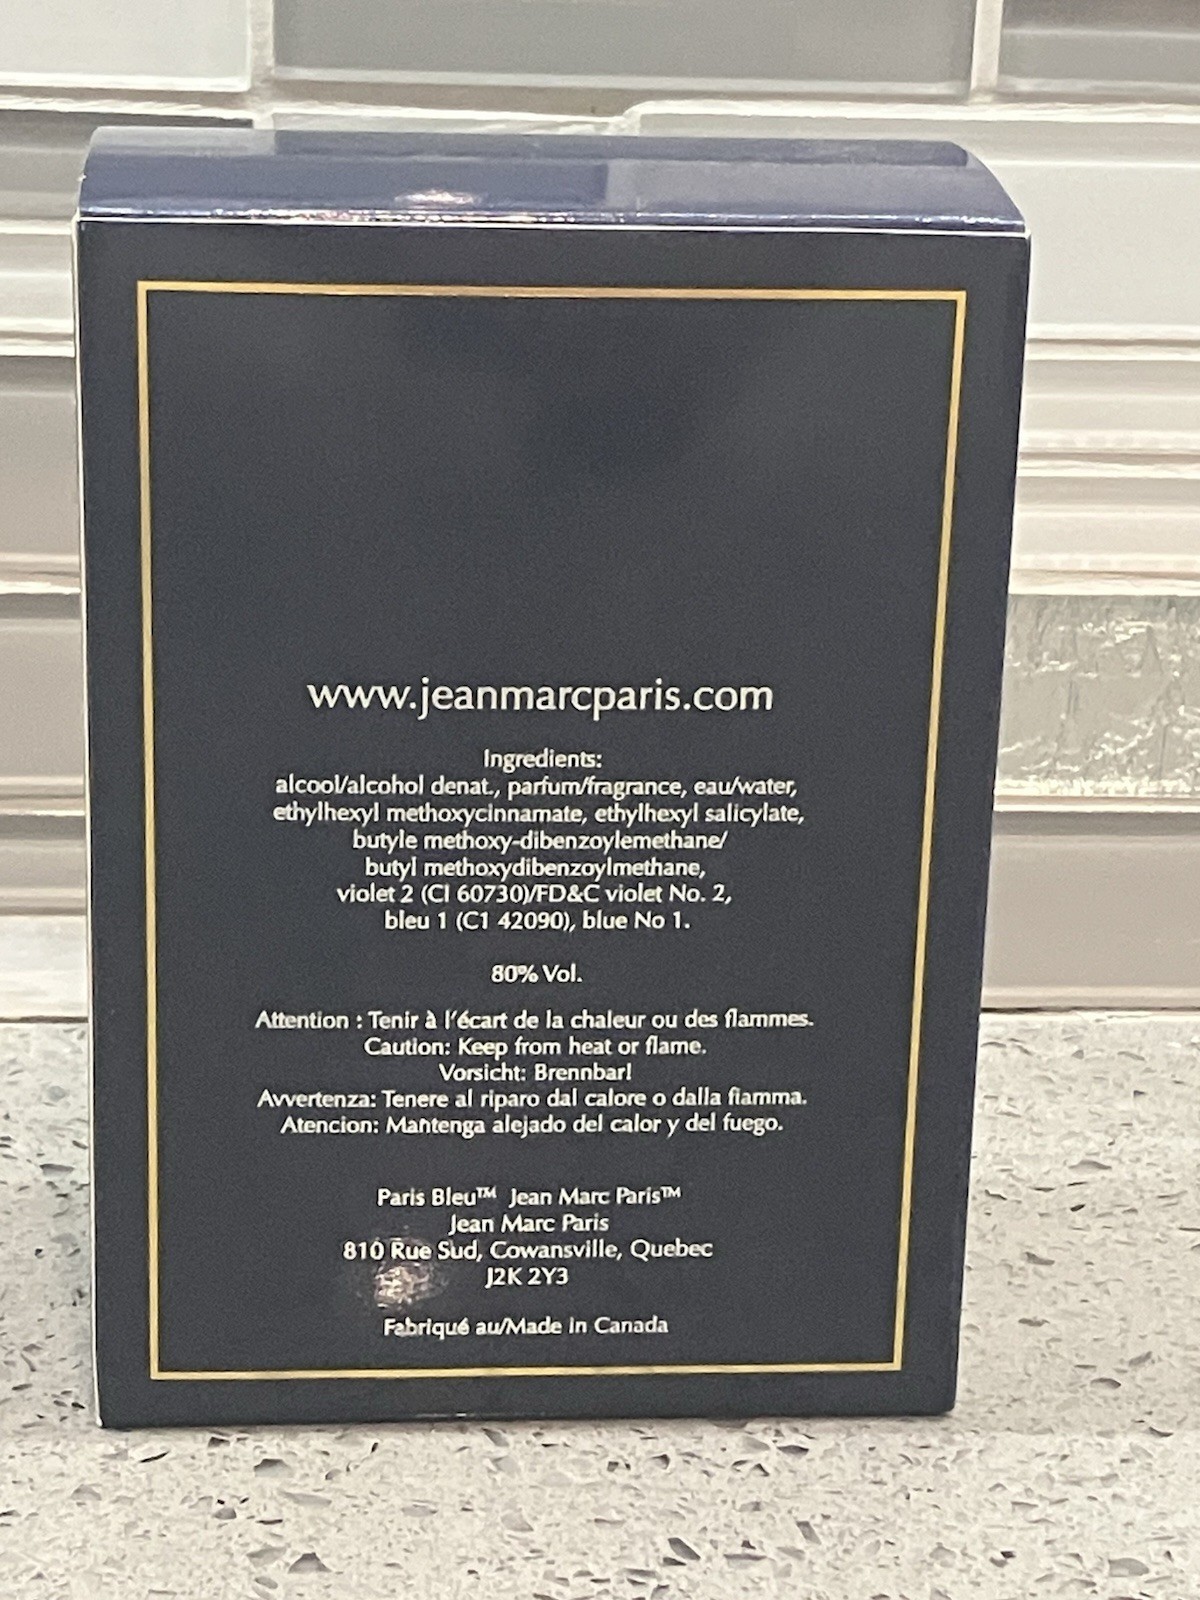 www.jeanmarcparis.com
Ingredients:
alcool/alcohol denat., parfum/fragrance, eau/water,
ethylhexyl methoxycinnamate, ethylhexyl salicylate,
butyle methoxy-dibenzoylemethane/
butyl methoxydibenzoylmethane,
violet 2 (CI 60730)/FD&C violet No. 2,
bleu 1 (C1 42090), blue No 1.
80% Vol.
Attention : Tenir à l'écart de la chaleur ou des flammes.
Caution: Keep from heat or flame.
Vorsicht: Brennbar!
Avvertenza: Tenere al riparo dal calore o dalla fiamma.
Atencion: Mantenga alejado del calor y del fuego.
Paris Bleu™ Jean Marc Paris™
Jean Marc Paris
810 Rue Sud, Cowansville, Quebec
J2K 2Y3
Fabriqué au/Made in Canada